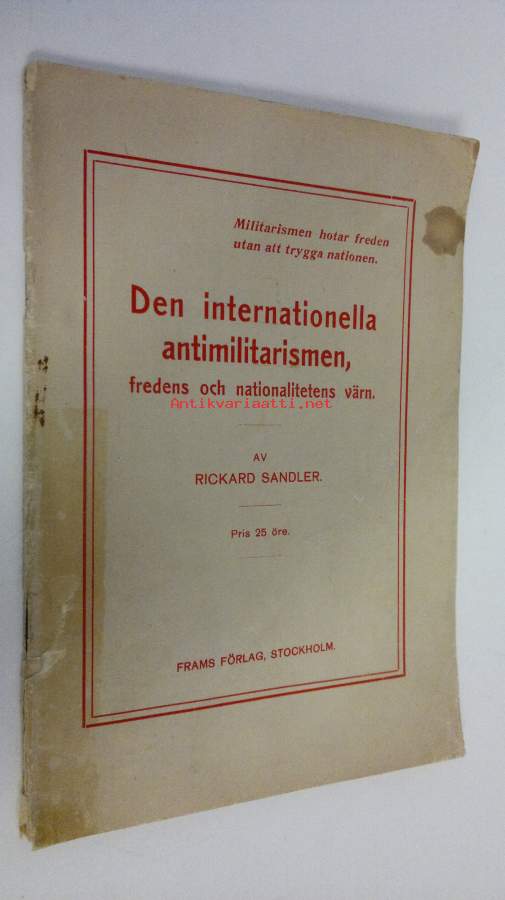 Militarismen hotar freden
utan att trygga nationen.
Den internationella
antimilitarismen,
fredens och nationalitetens värn.
Antikvariaatti.net
AV
RICKARD SANDLER.
Pris 25 öre.
FRAMS FÖRLAG, STOCKHOLM.